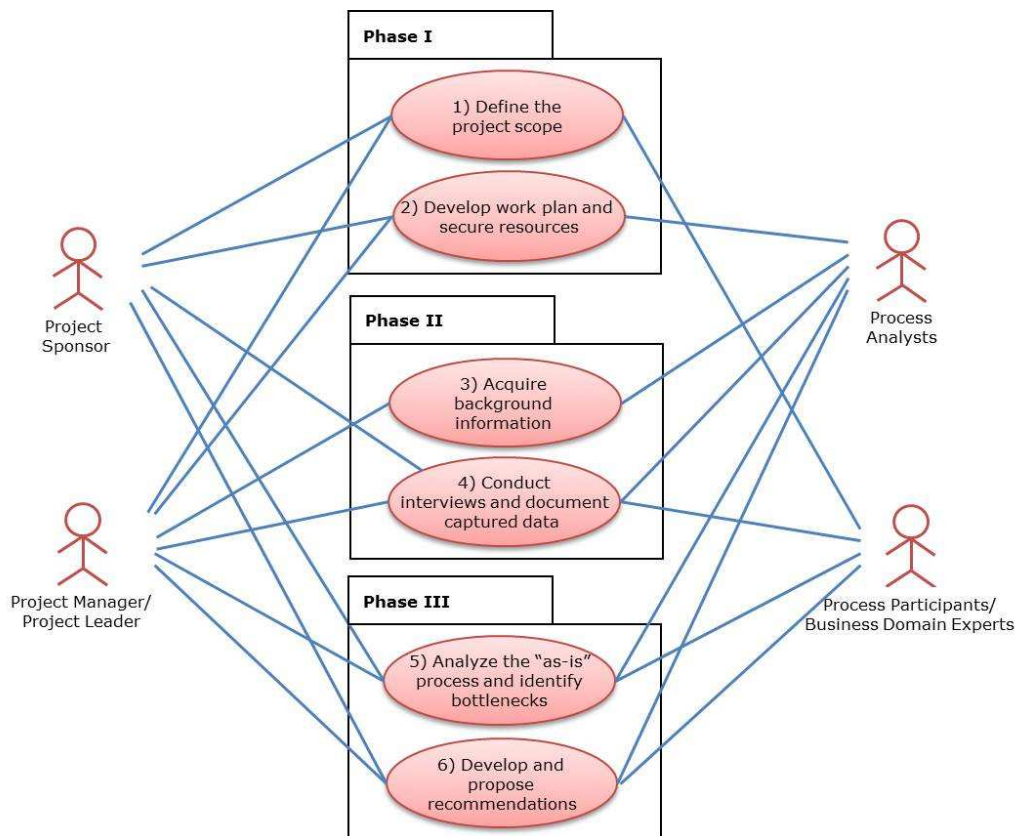 Phase I
1) Define the
project scope
2) Develop work plan and
secure resources
Project
Sponsor
Process
Analysts
Phase II
3) Acquire
background
information
4) Conduct
interviews and document
captured data
Project Manager/
Project Leader
Process Participants/
Business Domain Experts
Phase III
5) Analyze the “as-is”
process and identify
bottlenecks
6) Develop and
propose
recommendations